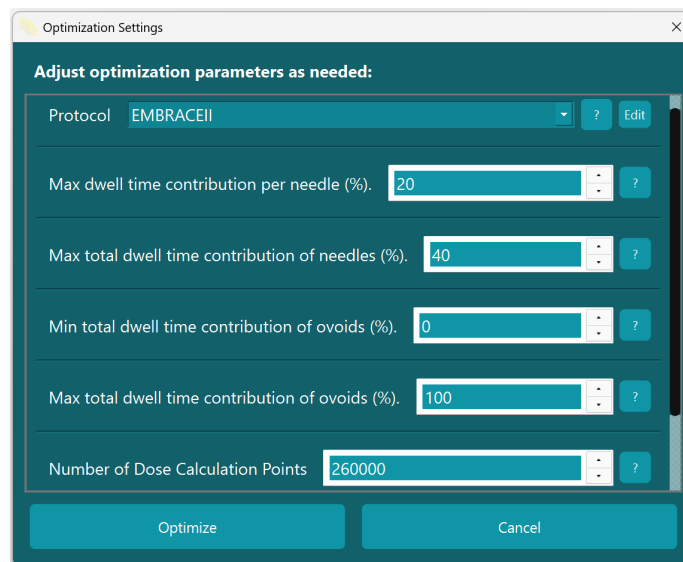 Optimization Settings
Adjust optimization parameters as needed:
Protocol EMBRACEII ? Edit
Max dwell time contribution per needle (%). 20 ?
Max total dwell time contribution of needles (%). 40 ?
Min total dwell time contribution of ovoids (%). 0 ?
Max total dwell time contribution of ovoids (%). 100 ?
Number of Dose Calculation Points 260000 ?
Optimize Cancel